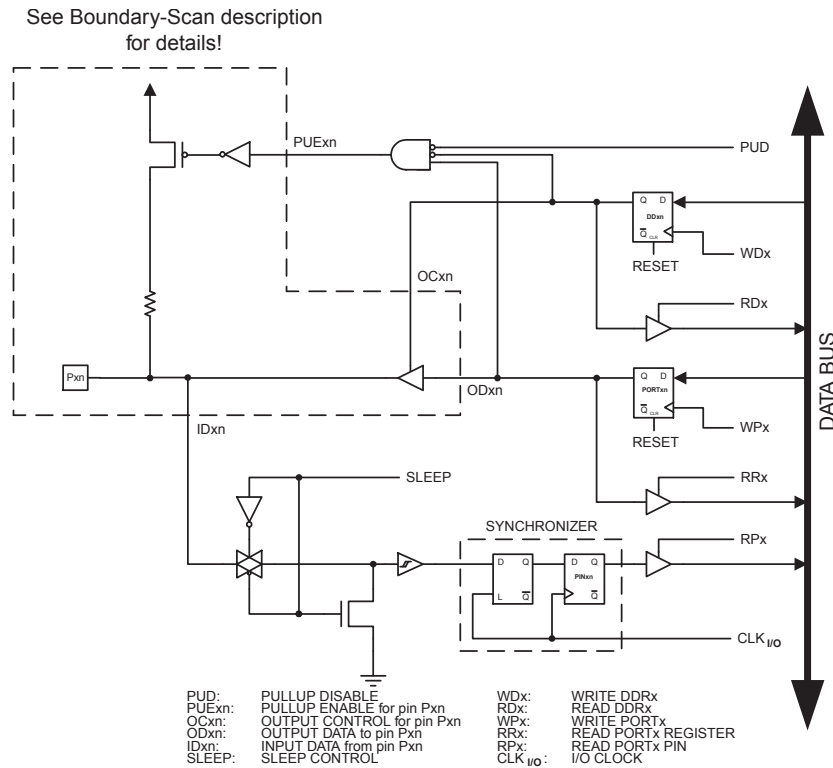 See Boundary-Scan description
for details!
PUExn
PUD
Q D
DDxn
Q CLR
WDx
RESET
OCxn
RDx
Pxn
ODxn
Q D
PORTxn
Q CLR
IDxn
RESET
WPx
DATA BUS
SLEEP
RRx
SYNCHRONIZER
RPx
D Q
D Q
PINxn
L Q
Q
CLK I/O
PUD: PULLUP DISABLE
PUExn: PULLUP ENABLE for pin Pxn
OCxn: OUTPUT CONTROL for pin Pxn
ODxn: OUTPUT DATA to pin Pxn
IDxn: INPUT DATA from pin Pxn
SLEEP: SLEEP CONTROL
WDx: WRITE DDRx
RDx: READ DDRx
WPx: WRITE PORTx
RRx: READ PORTx REGISTER
RPx: READ PORTx PIN
CLK I/O: I/O CLOCK